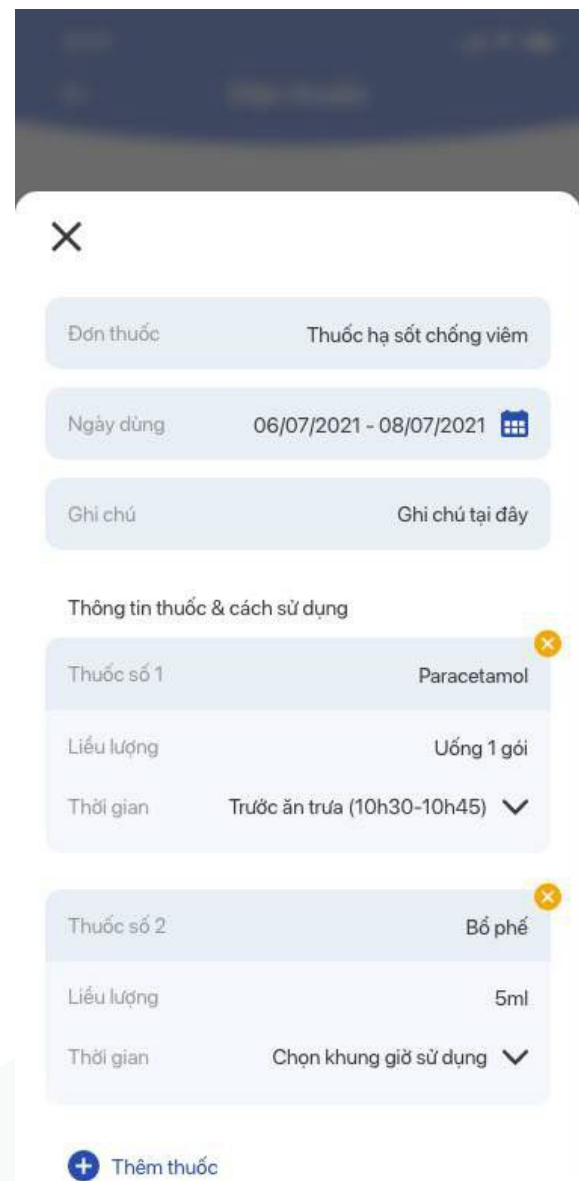 Đơn thuốc Thuốc hạ sốt chống viêm
Ngày dùng 06/07/2021 - 08/07/2021
Ghi chú Ghi chú tại đây
Thông tin thuốc & cách sử dụng
Thuốc số 1 Paracetamol
Liều lượng Uống 1 gói
Thời gian Trước ăn trưa (10h30-10h45)
Thuốc số 2 Bổ phế
Liều lượng 5ml
Thời gian Chọn khung giờ sử dụng
Thêm thuốc